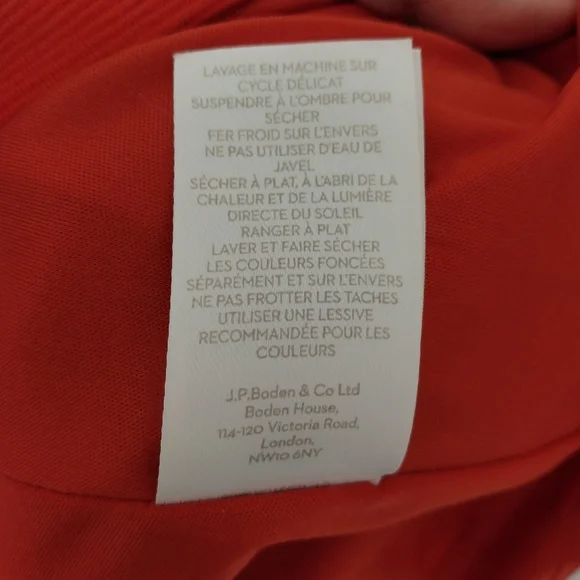 LAVAGE EN MACHINE SUR
CYCLE DÉLICAT
SUSPENDRE À L'OMBRE POUR
SÉCHER
FER FROID SUR L'ENVERS
NE PAS UTILISER D'EAU DE
JAVEL
SÉCHER À PLAT, À L'ABRI DE LA
CHALEUR ET DE LA LUMIÈRE
DIRECTE DU SOLEIL
RANGER À PLAT
LAVER ET FAIRE SÉCHER
LES COULEURS FONCÉES
SÉPARÉMENT ET SUR L'ENVERS
NE PAS FROTTER LES TACHES
UTILISER UNE LESSIVE
RECOMMANDÉE POUR LES
COULEURS
J.P.Boden & Co Ltd
Boden House,
114-120 Victoria Road,
London,
NW10 6NY